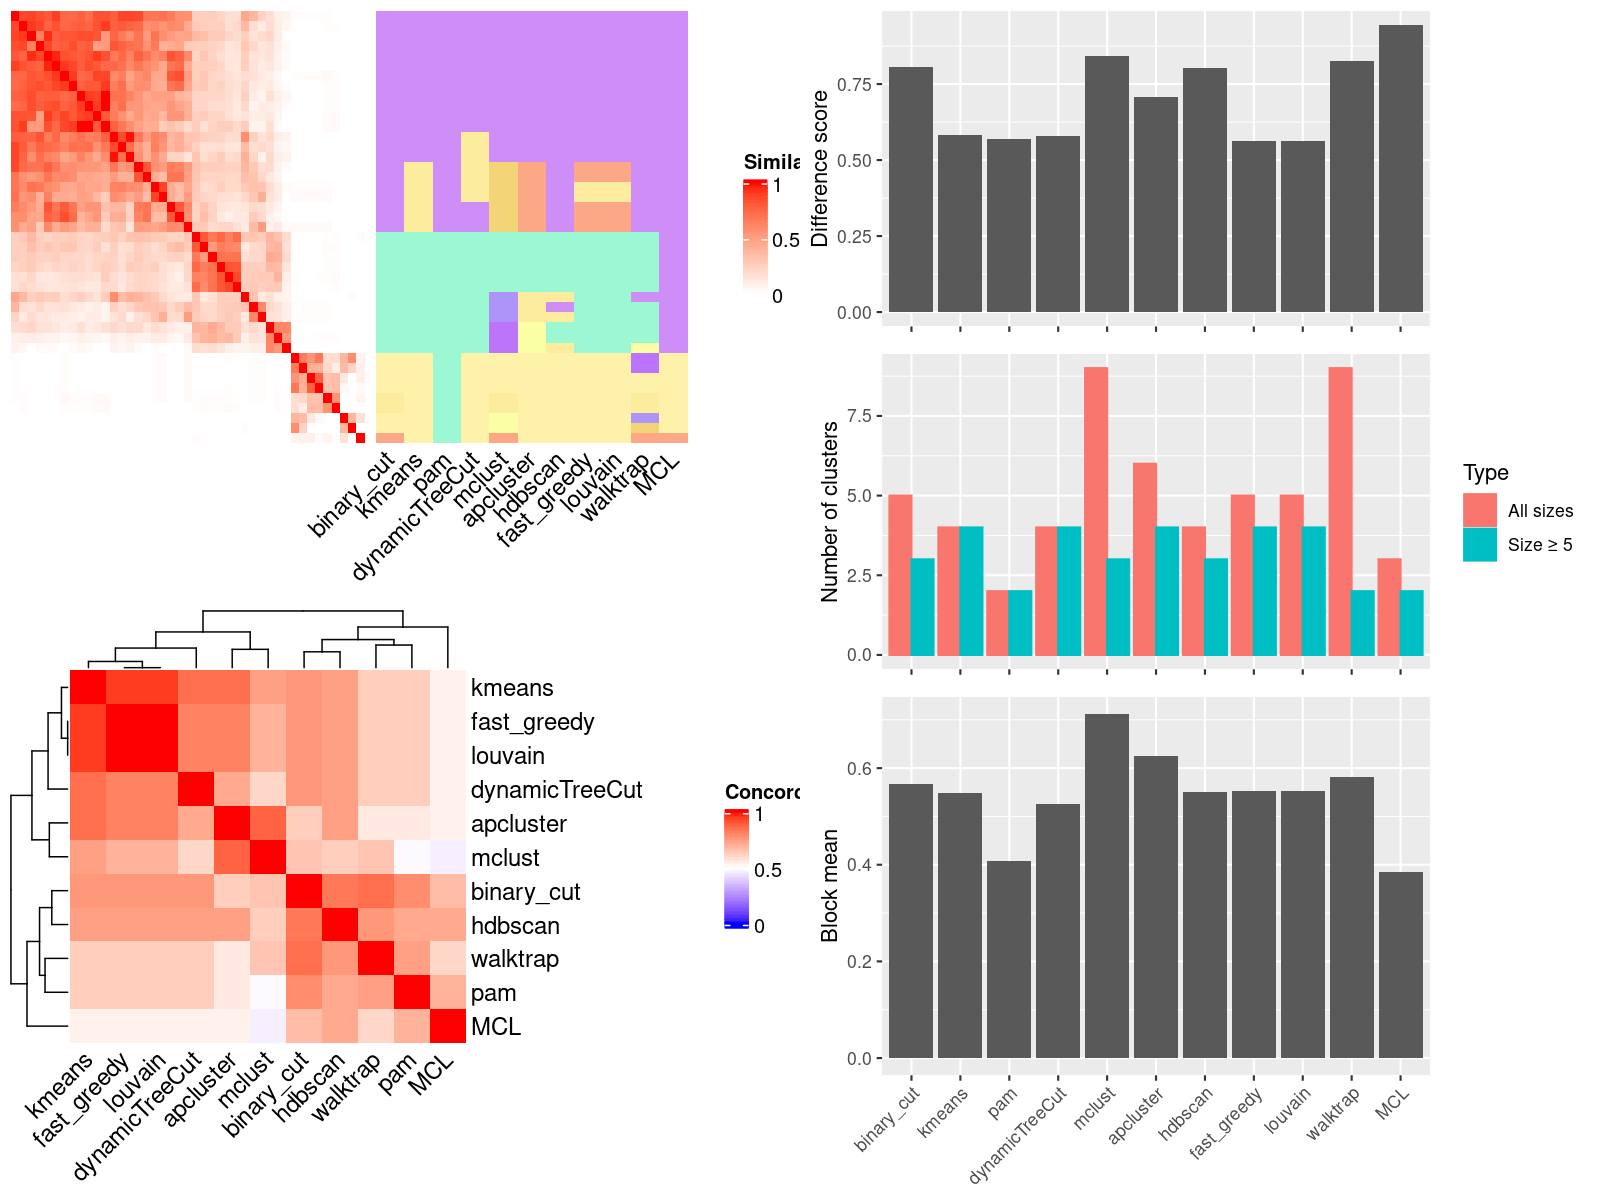 Simila
1
0.5
0
binary_cut
kmeans
pam
dynamicTreeCut
mclust
apcluster
hdbscan
fast_greedy
louvain
walktrap
MCL
kmeans
fast_greedy
louvain
dynamicTreeCut
apcluster
mclust
binary_cut
hdbscan
walktrap
pam
MCL
Concord
1
0.5
0
kmeans
fast_greedy
louvain
dynamicTreeCut
apcluster
mclust
binary_cut
hdbscan
walktrap
pam
MCL
Difference score
0.75
0.50
0.25
0.00
Number of clusters
7.5
5.0
2.5
0.0
Type
All sizes
Size ≥ 5
Block mean
0.6
0.4
0.2
0.0
binary_cut
kmeans
pam
dynamicTreeCut
mclust
apcluster
hdbscan
fast_greedy
louvain
walktrap
MCL